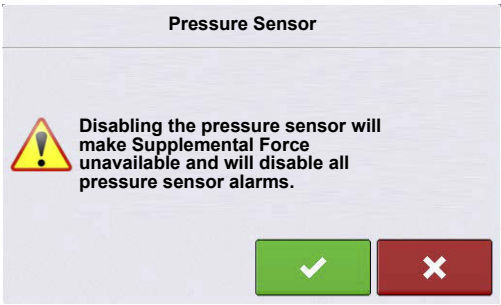 Pressure Sensor
Disabling the pressure sensor will
make Supplemental Force
unavailable and will disable all
pressure sensor alarms.